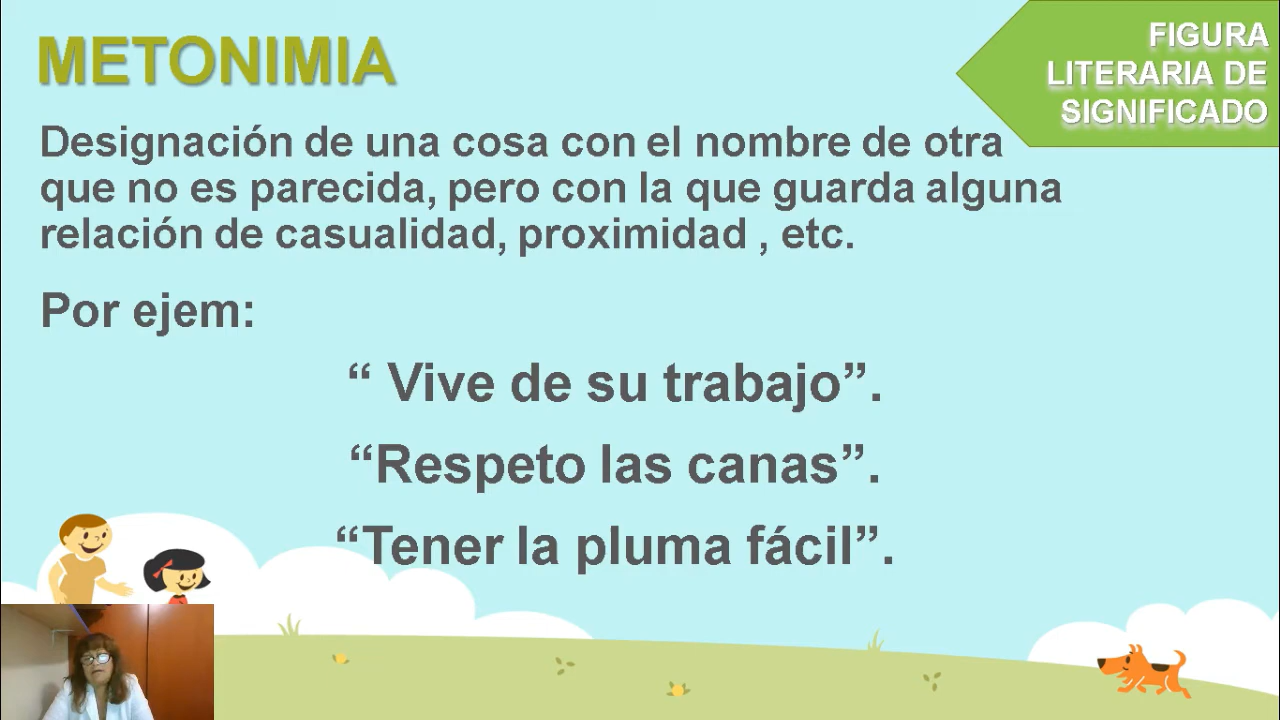 METONIMIA
FIGURA
LITERARIA DE
SIGNIFICADO
Designación de una cosa con el nombre de otra
que no es parecida, pero con la que guarda alguna
relación de casualidad, proximidad , etc.
Por ejem:
“ Vive de su trabajo”.
“Respeto las canas”.
“Tener la pluma fácil”.